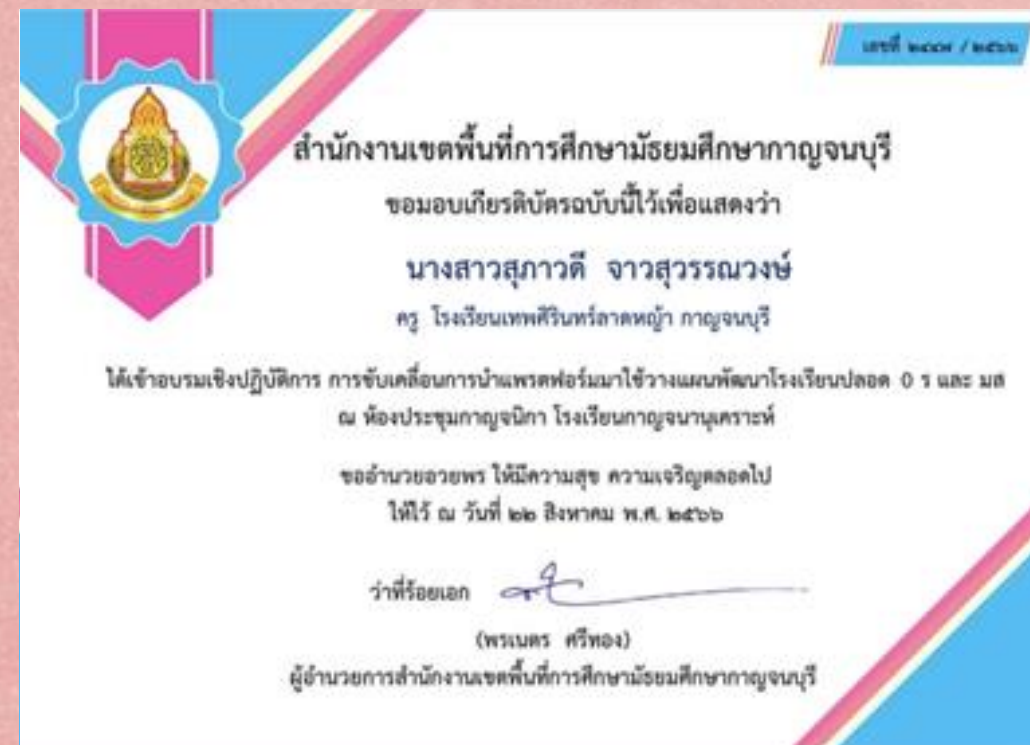 เลขที่ / ๒๕๖๖
สำนักงานเขตพื้นที่การศึกษามัธยมศึกษากาญจนบุรี
ขอมอบเกียรติบัตรฉบับนี้ไว้เพื่อแสดงว่า
นางสาวสุภาวดี จาวสุวรรณวงษ์
ครู โรงเรียนเทพศิรินทร์ลาดหญ้า กาญจนบุรี
ได้เข้าอบรมเชิงปฏิบัติการ การขับเคลื่อนการนำแพรตฟอร์มมาใช้วางแผนพัฒนาโรงเรียนปลอด 0 ร และ มส
ณ ห้องประชุมกาญจนิกา โรงเรียนกาญจนานุเคราะห์
ขออำนวยอวยพร ให้มีความสุข ความเจริญตลอดไป
ให้ไว้ ณ วันที่ ๒๒ สิงหาคม พ.ศ. ๒๕๖๖
ว่าที่ร้อยเอก
(พรเนตร ศรีทอง)
ผู้อำนวยการสำนักงานเขตพื้นที่การศึกษามัธยมศึกษากาญจนบุรี